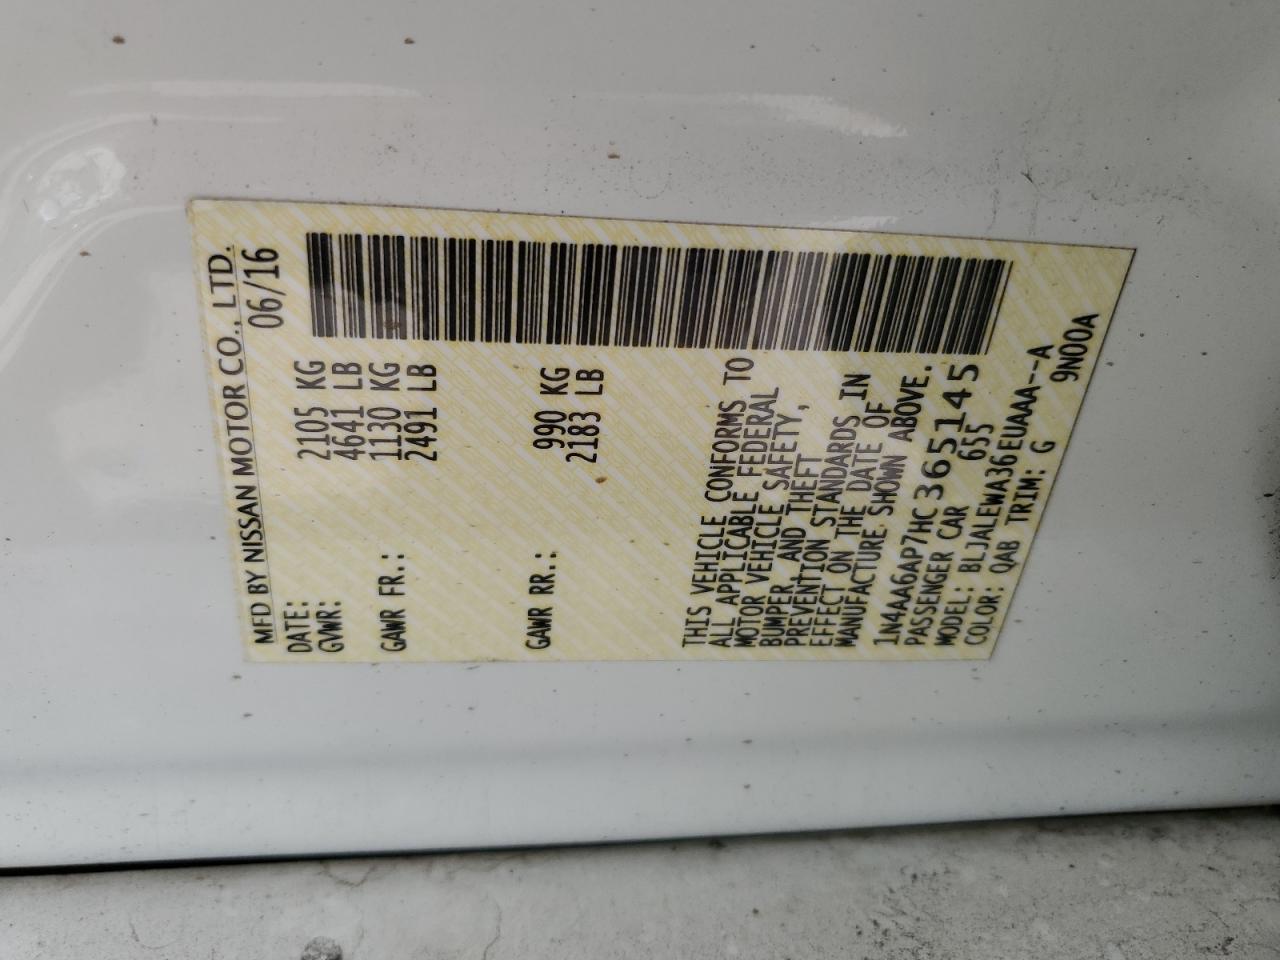 MFD BY NISSAN MOTOR CO., LTD.
DATE: 06/16
GVWR: 2105 KG
4641 LB
GAWR FR.: 1130 KG
2491 LB
GAWR RR.: 990 KG
2183 LB
THIS VEHICLE CONFORMS TO
ALL APPLICABLE FEDERAL
MOTOR VEHICLE SAFETY,
BUMPER, AND THEFT
PREVENTION STANDARDS IN
EFFECT ON THE DATE OF
MANUFACTURE SHOWN ABOVE.
1N4AA6AP7HC365145
PASSENGER CAR 655
MODEL: BLJALEWA36EUAAA--A
COLOR: QAB TRIM: G 9N00A